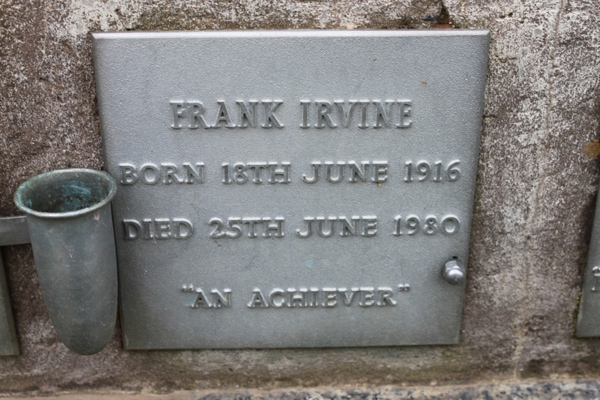 FRANK IRVINE
BORN 18TH JUNE 1916
DIED 25TH JUNE 1980
"AN ACHIEVER"